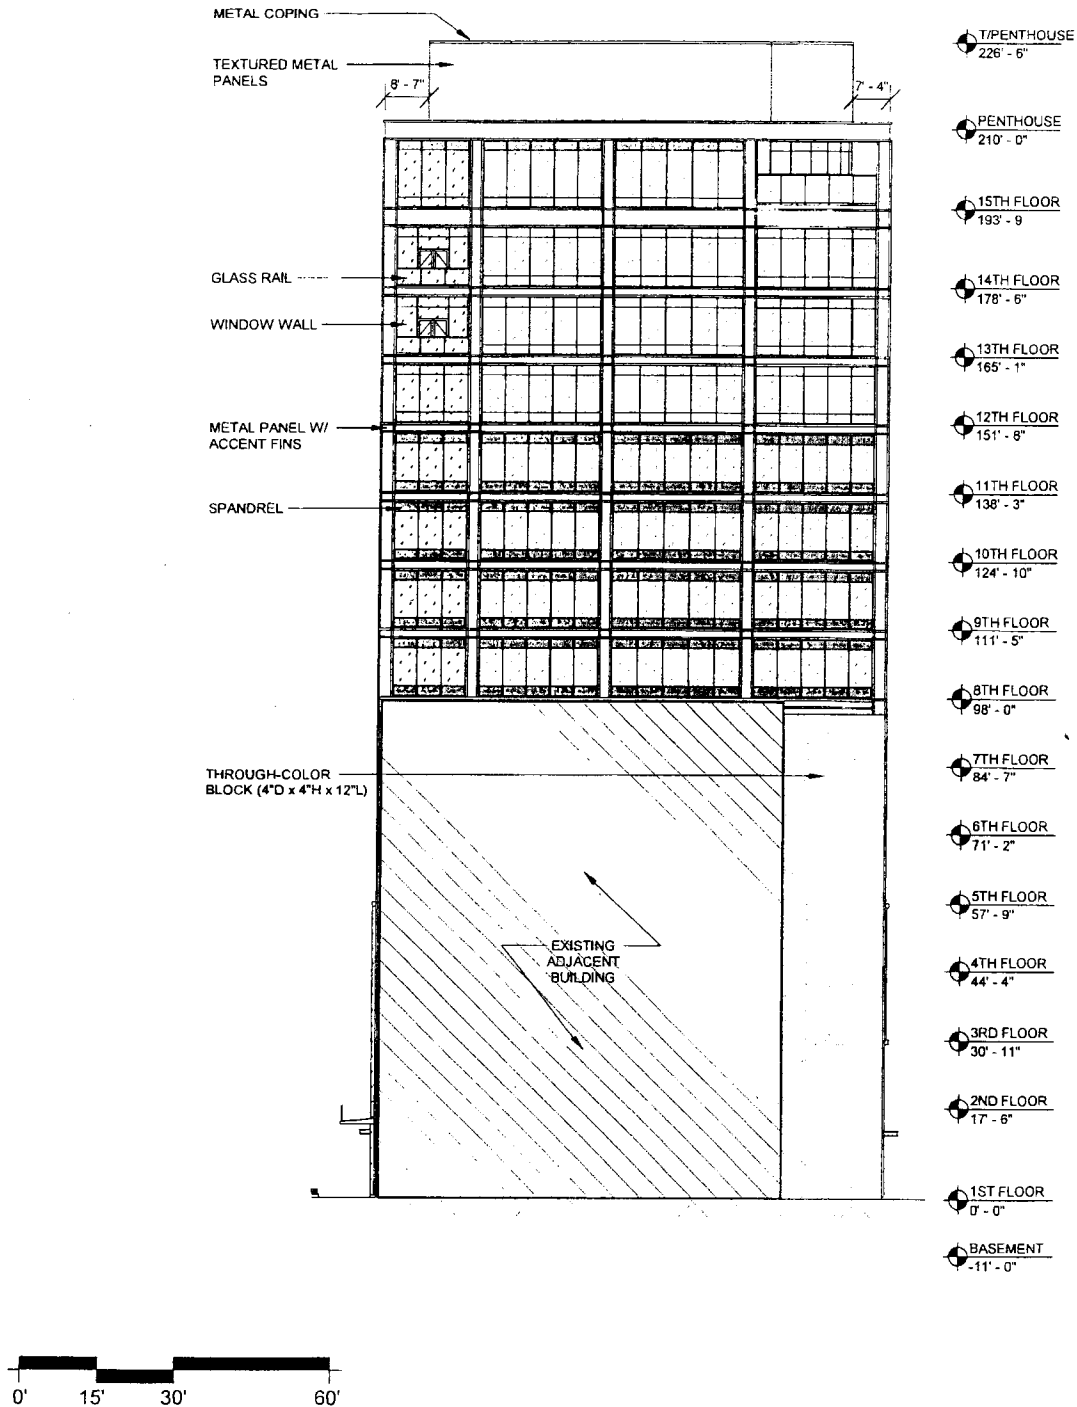 METAL COPING
TEXTURED METAL
PANELS
8' - 7"
7' - 4"
GLASS RAIL
WINDOW WALL
METAL PANEL W/
ACCENT FINS
SPANDREL
THROUGH-COLOR
BLOCK (4"D x 4"H x 12"L)
EXISTING
ADJACENT
BUILDING
T/PENTHOUSE
226' - 6"
PENTHOUSE
210' - 0"
15TH FLOOR
193' - 9
14TH FLOOR
178' - 6"
13TH FLOOR
165' - 1"
12TH FLOOR
151' - 8"
11TH FLOOR
138' - 3"
10TH FLOOR
124' - 10"
9TH FLOOR
111' - 5"
8TH FLOOR
98' - 0"
7TH FLOOR
84' - 7"
6TH FLOOR
71' - 2"
5TH FLOOR
57' - 9"
4TH FLOOR
44' - 4"
3RD FLOOR
30' - 11"
2ND FLOOR
17' - 6"
1ST FLOOR
0' - 0"
BASEMENT
-11' - 0"
0' 15' 30' 60'